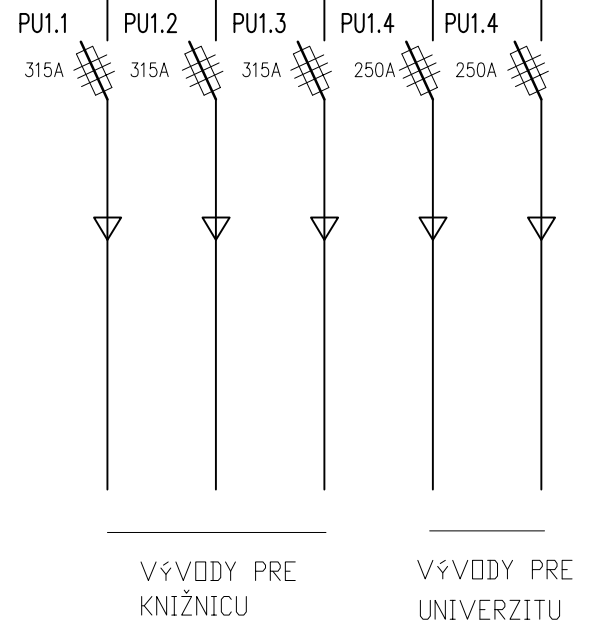 PU1.1 PU1.2 PU1.3 PU1.4 PU1.4
315A 315A 315A 250A 250A
VÝVODY PRE
KNIŽNICU
VÝVODY PRE
UNIVERZITU